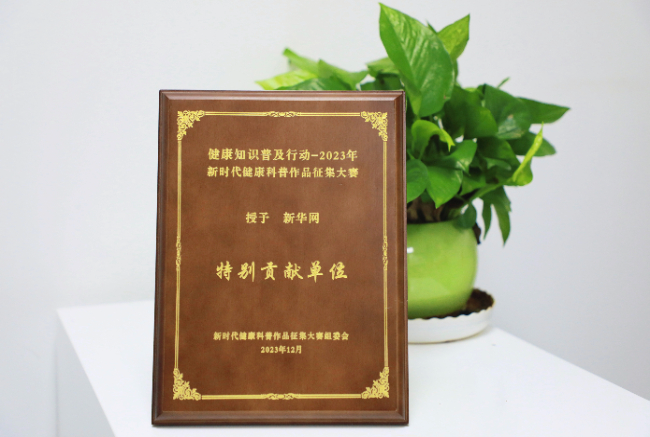 健康知识普及行动-2023年
新时代健康科普作品征集大赛
授予 新华网
特别贡献单位
新时代健康科普作品征集大赛组委会
2023年12月